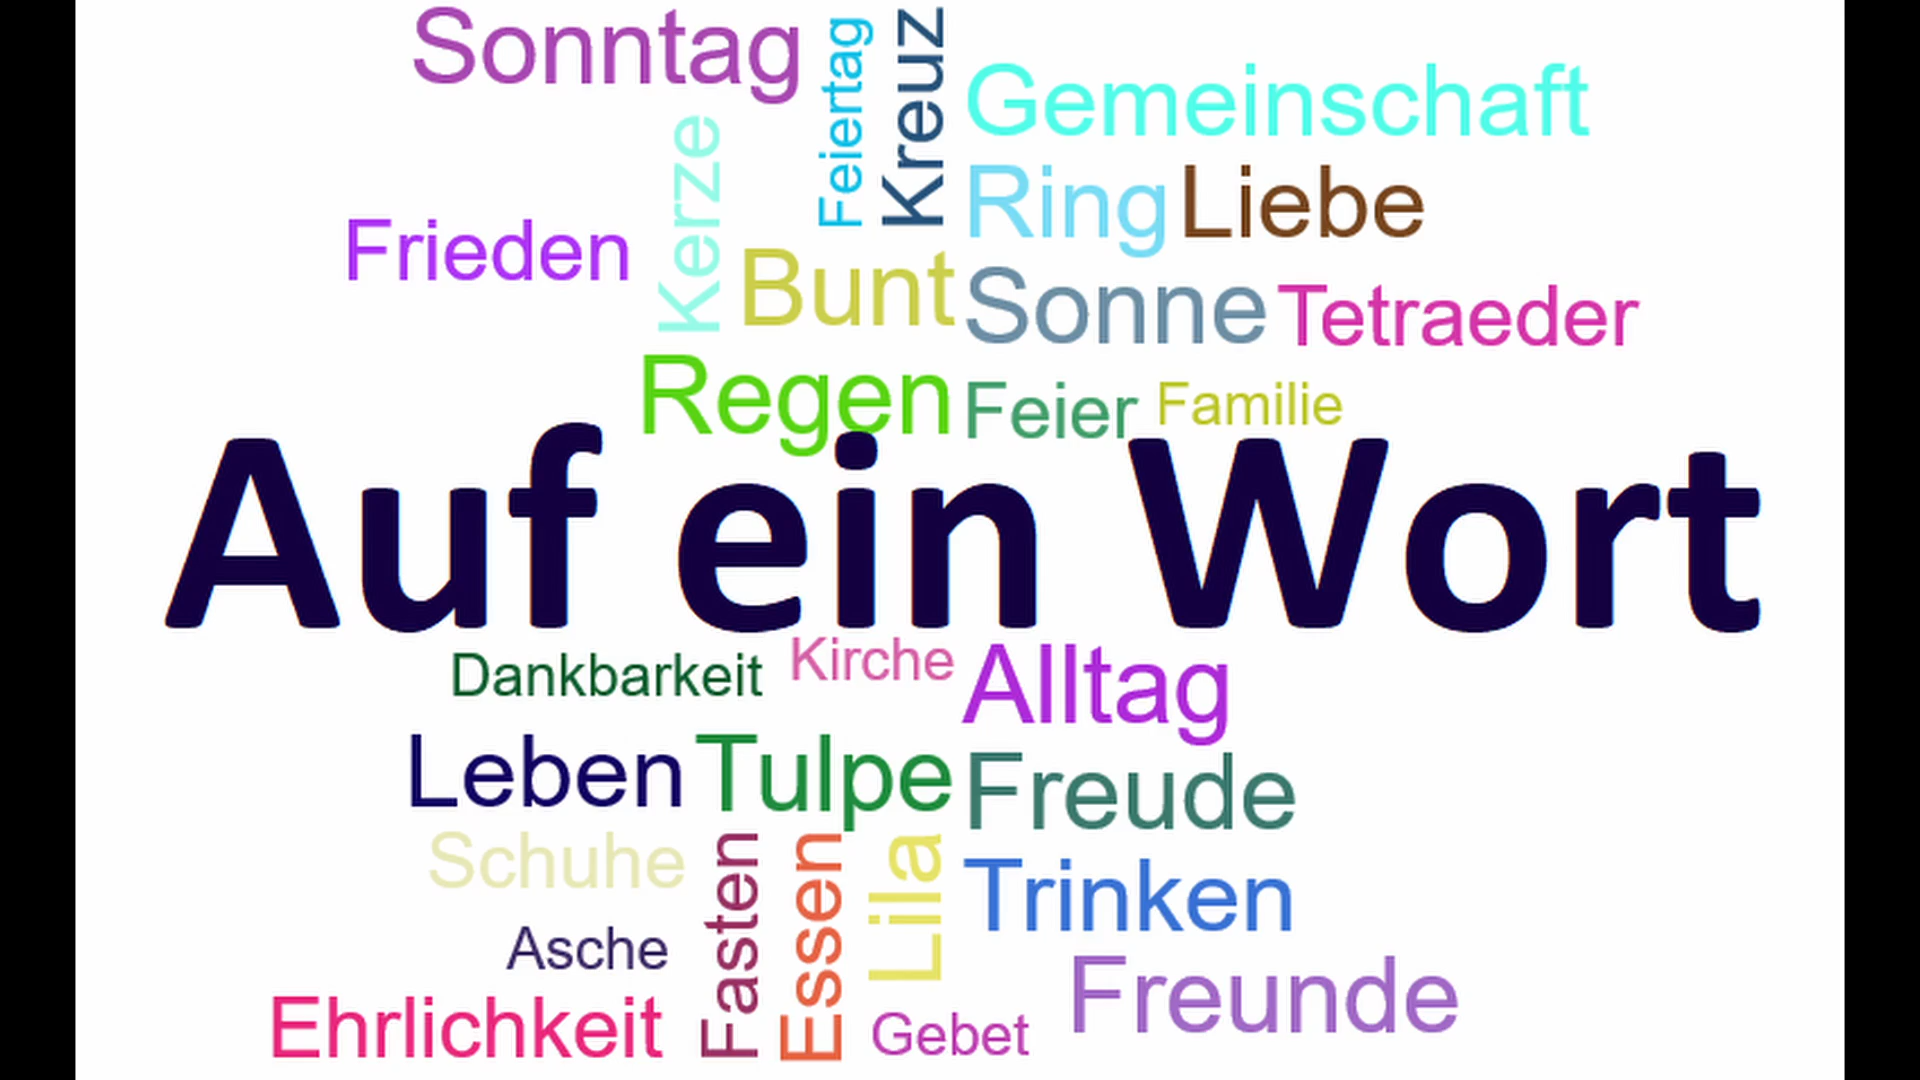 Sonntag
Feiertag
Kreuz
Gemeinschaft
Kerze
Ring
Liebe
Frieden
Bunt
Sonne
Tetraeder
Regen
Feier
Familie
Auf ein Wort
Dankbarkeit
Kirche
Alltag
Leben
Tulpe
Freude
Schuhe
Fasten
Essen
Lila
Trinken
Asche
Freunde
Ehrlichkeit
Gebet